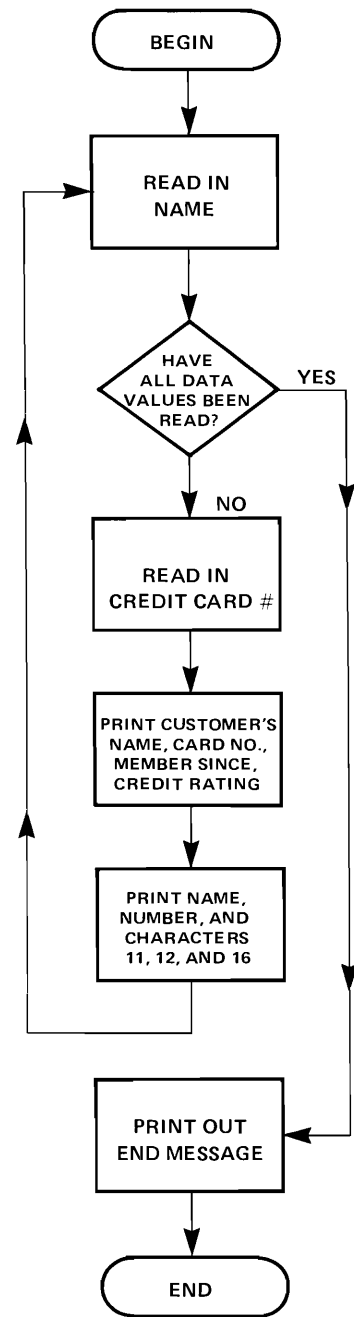 BEGIN
READ IN
NAME
HAVE
ALL DATA
VALUES BEEN
READ?
YES
NO
READ IN
CREDIT CARD #
PRINT CUSTOMER'S
NAME, CARD NO.,
MEMBER SINCE,
CREDIT RATING
PRINT NAME,
NUMBER, AND
CHARACTERS
11, 12, AND 16
PRINT OUT
END MESSAGE
END